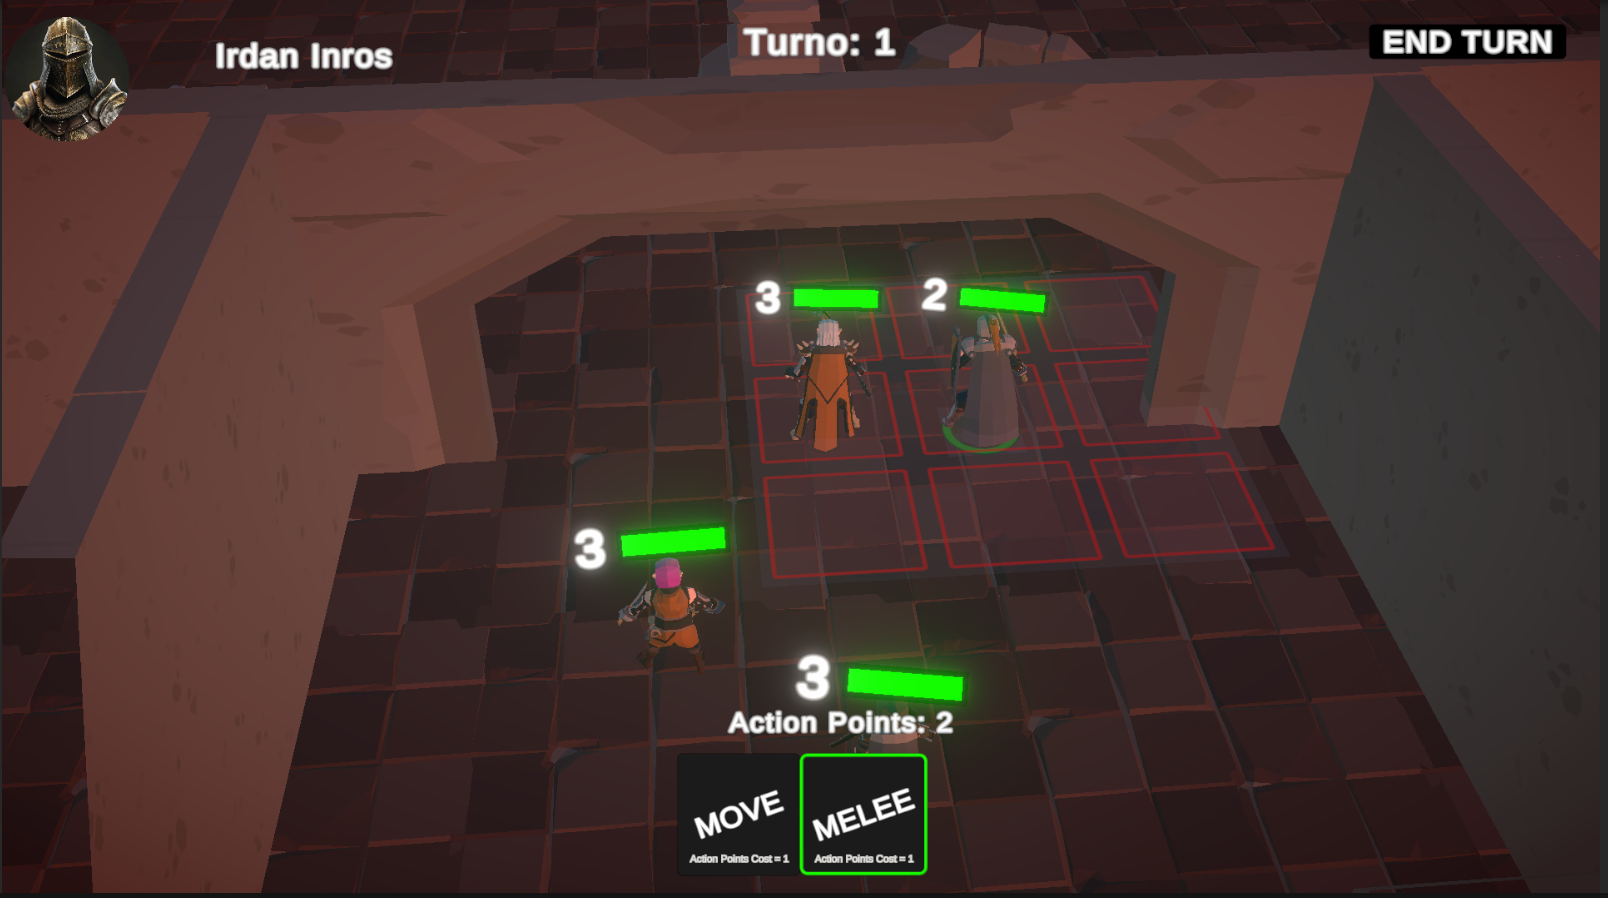 Irdan Inros
Turno: 1
END TURN
3
2
3
3
Action Points: 2
MOVE
Action Points Cost = 1
MELEE
Action Points Cost = 1